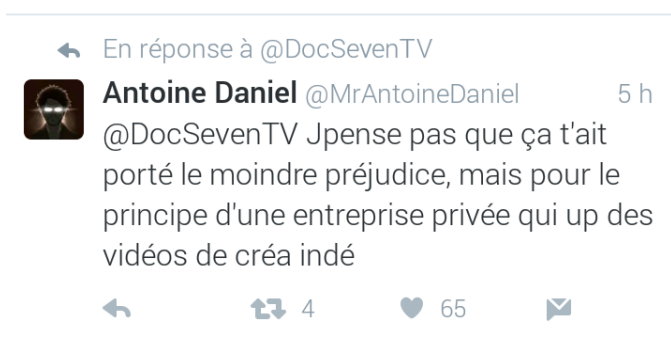 En réponse à @DocSevenTV
Antoine Daniel @MrAntoineDaniel 5 h
@DocSevenTV Jpense pas que ça t'ait
porté le moindre préjudice, mais pour le
principe d'une entreprise privée qui up des
vidéos de créa indé
4 65